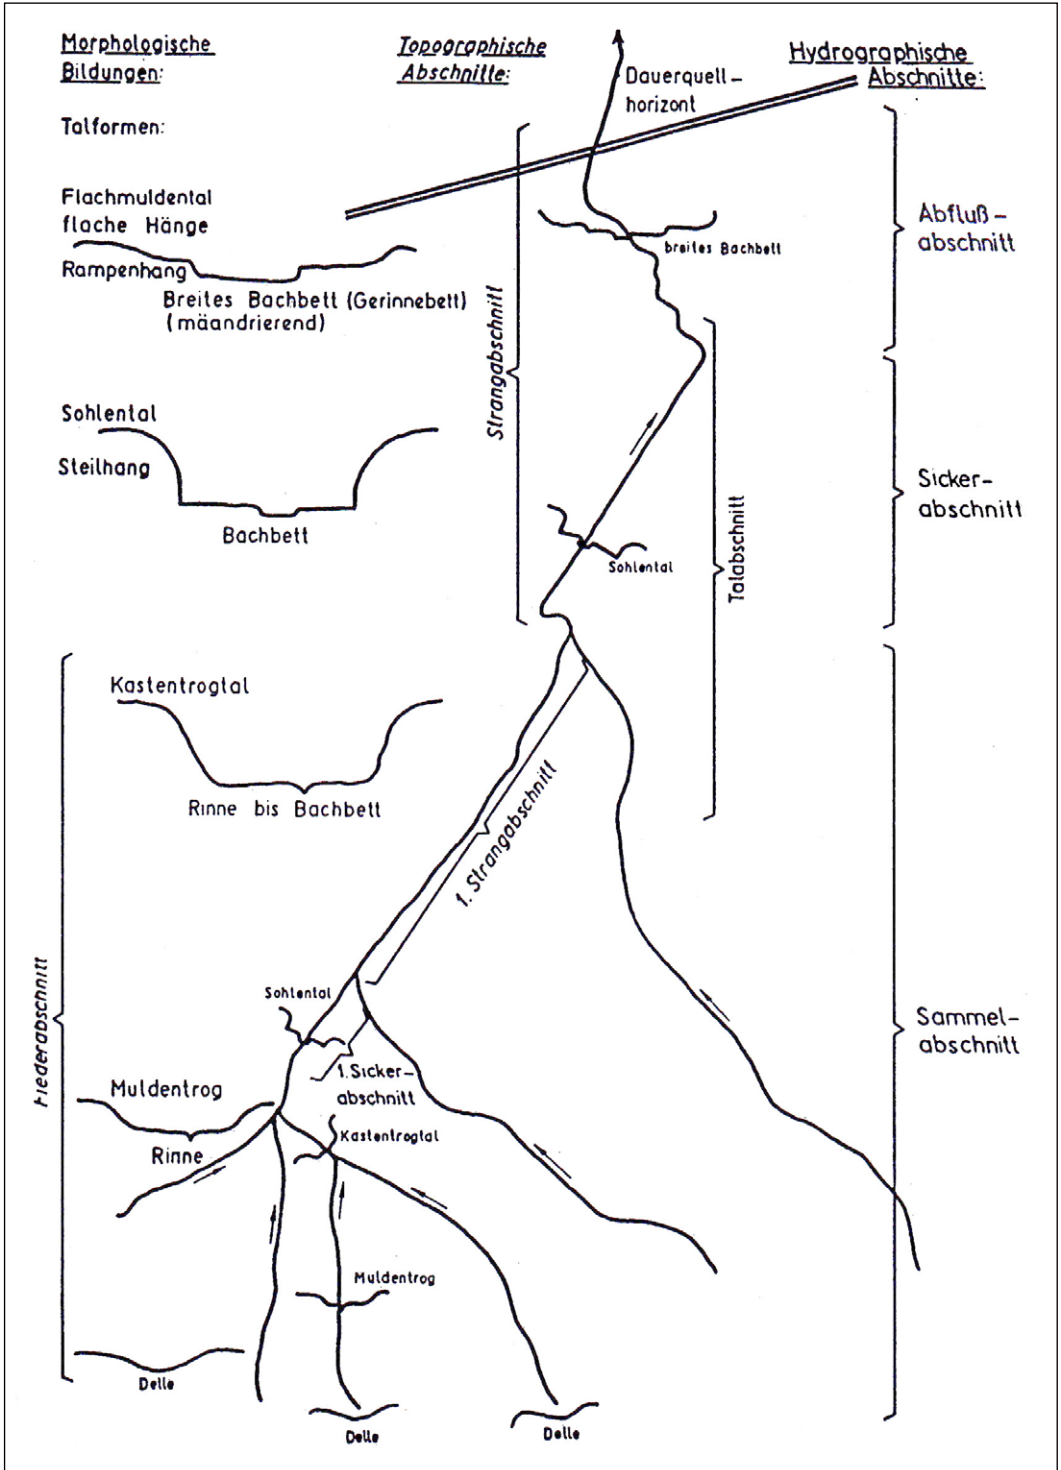 Morphologische
Bildungen:
Topographische
Abschnitte:
Hydrographische
Abschnitte:
Dauerquell-
horizont
Talformen:
Flachmuldental
flache Hänge
Rampenhang
Breites Bachbett (Gerinnebett)
(mäandrierend)
breites Bachbett
Abfluß-
abschnitt
Strangabschnitt
Sohlental
Steilhang
Bachbett
Sohlental
Talabschnitt
Sicker-
abschnitt
Kastentrogtal
Rinne bis Bachbett
1. Strangabschnitt
Fiederabschnitt
Sohlental
1. Sicker-
abschnitt
Sammel-
abschnitt
Muldentrog
Rinne
Kastentrogtal
Muldentrog
Delle
Delle
Delle